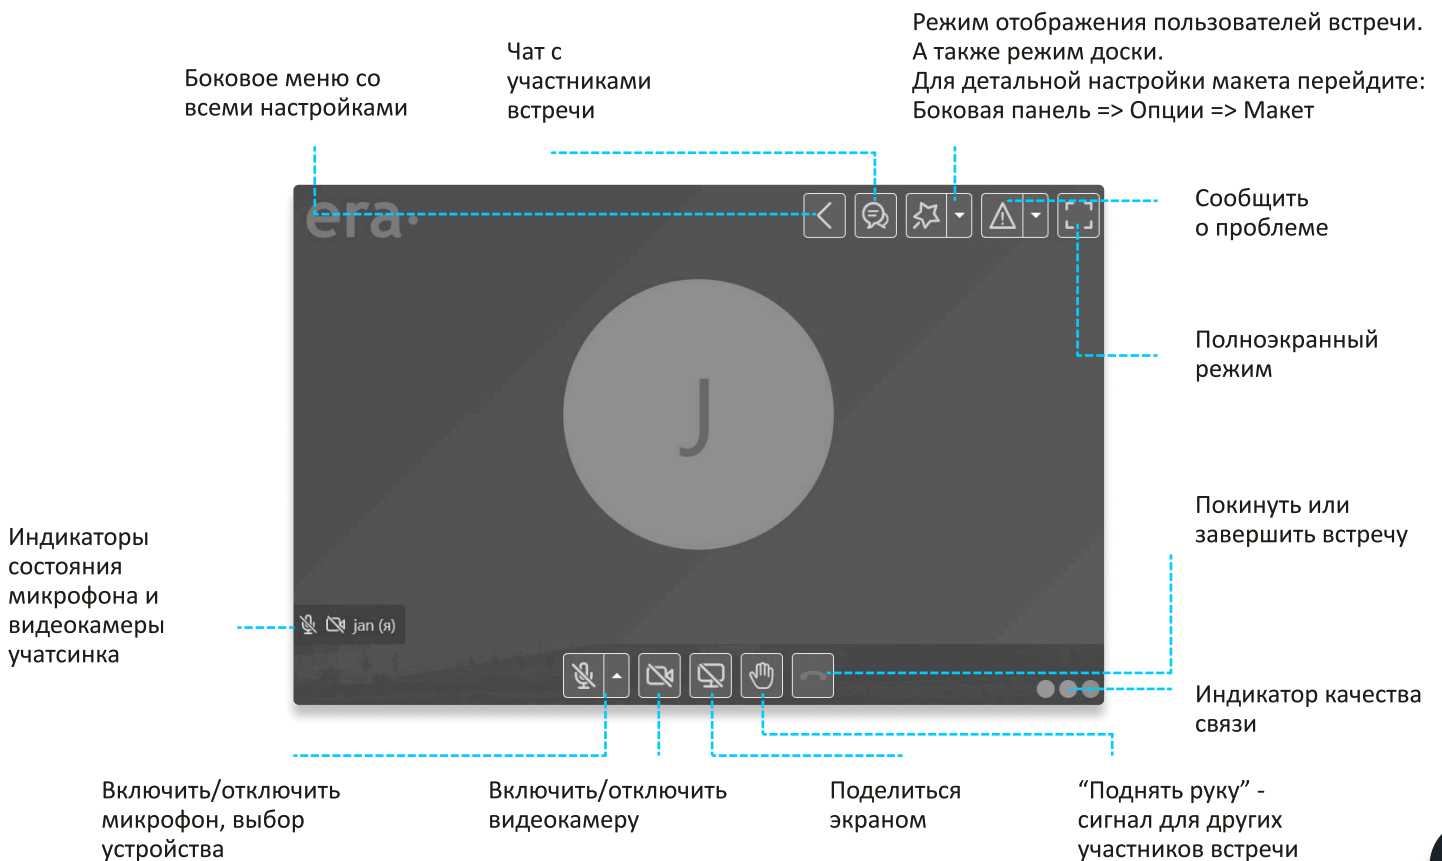 Режим отображения пользователей встречи.
А также режим доски.
Для детальной настройки макета перейдите:
Боковая панель => Опции => Макет
Чат с
участниками
встречи
Боковое меню со
всеми настройками
era
Сообщить
о проблеме
Полноэкранный
режим
J
Покинуть или
завершить встречу
Индикаторы
состояния
микрофона и
видеокамеры
учатсинка
jan (я)
Индикатор качества
связи
Включить/отключить
микрофон, выбор
устройства
Включить/отключить
видеокамеру
Поделиться
экраном
“Поднять руку” -
сигнал для других
участников встречи